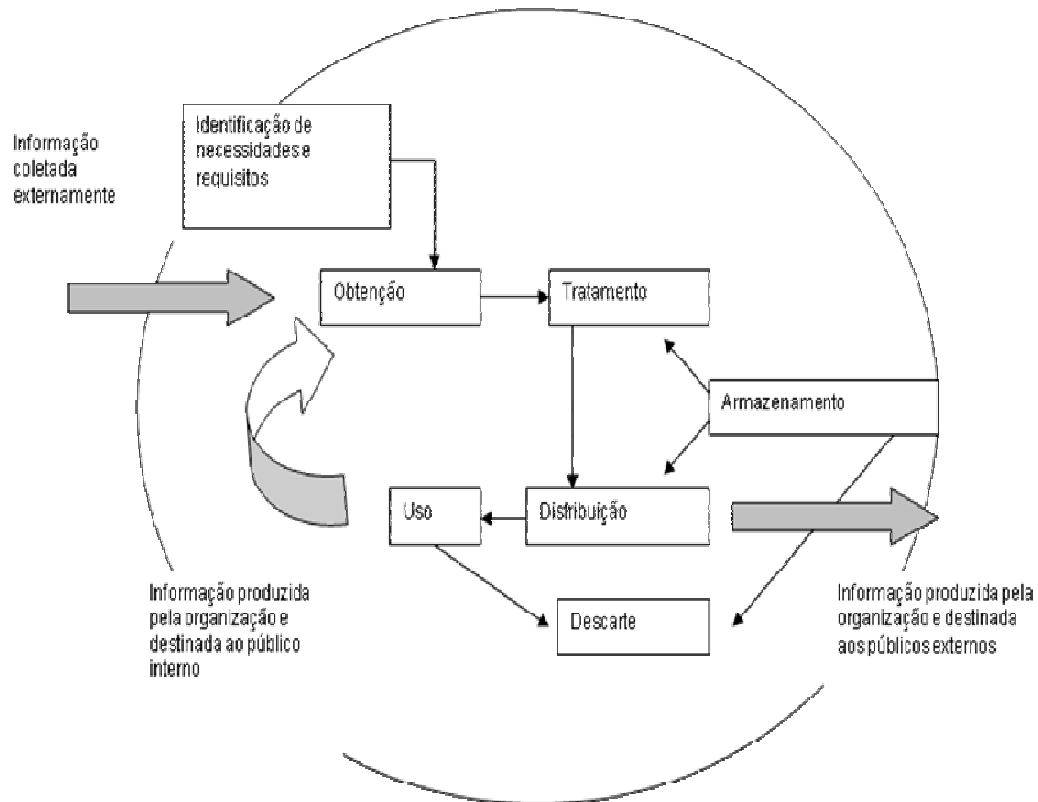 Informação
coletada
externamente
Identificação de
necessidades e
requisitos
Obtenção
Tratamento
Armazenamento
Uso
Distribuição
Descarte
Informação produzida
pela organização e
destinada ao público
interno
Informação produzida pela
organização e destinada
aos públicos externos